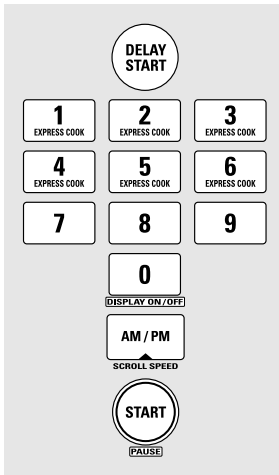 DELAY
START
1 2 3
EXPRESS COOK EXPRESS COOK EXPRESS COOK
4 5 6
EXPRESS COOK EXPRESS COOK EXPRESS COOK
7 8 9
0
DISPLAY ON/OFF
AM / PM
SCROLL SPEED
START
PAUSE